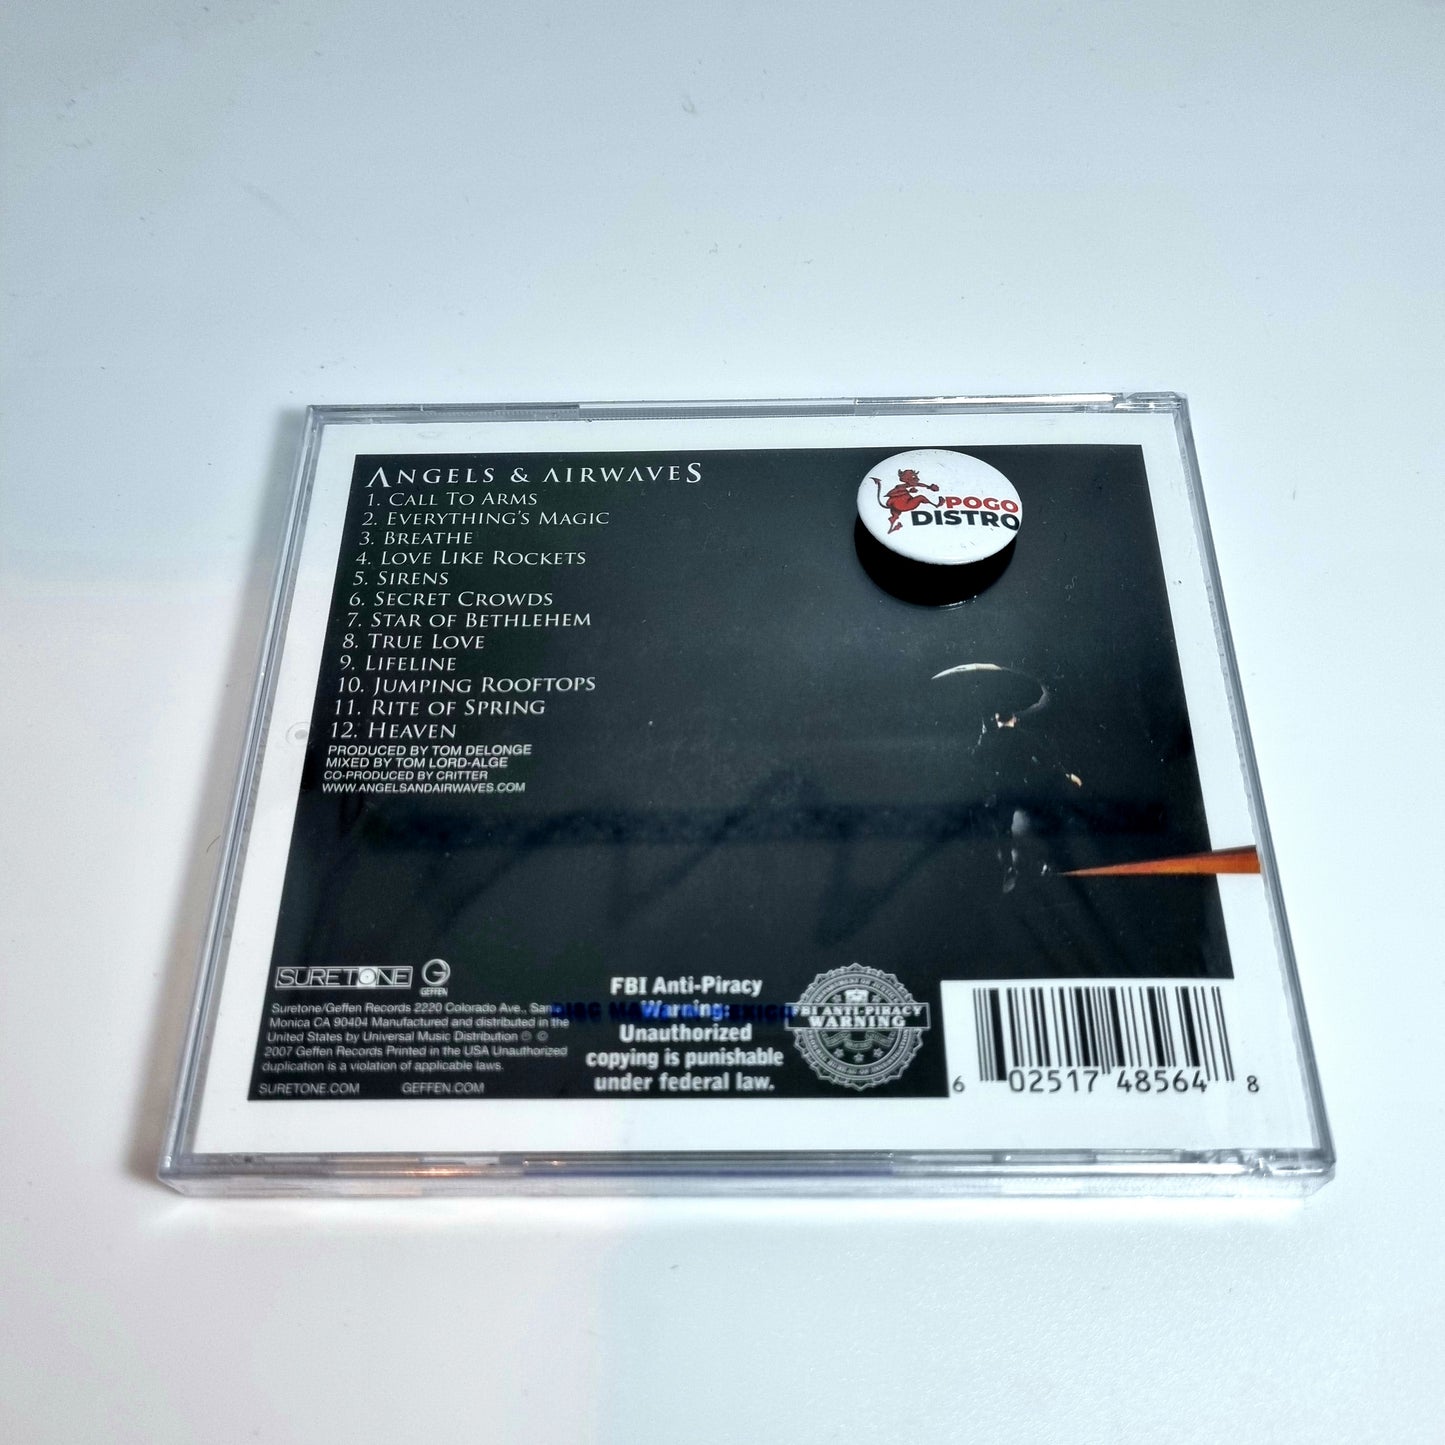 ANGELS & AIRWAVES
1. CALL TO ARMS
2. EVERYTHING'S MAGIC
3. BREATHE
4. LOVE LIKE ROCKETS
5. SIRENS
6. SECRET CROWDS
7. STAR OF BETHLEHEM
8. TRUE LOVE
9. LIFELINE
10. JUMPING ROOFTOPS
11. RITE OF SPRING
12. HEAVEN
PRODUCED BY TOM DELONGE
MIXED BY TOM LORD-ALGE
CO-PRODUCED BY CRITTER
WWW.ANGELSANDAIRWAVES.COM
POGO
DISTRO
SURETONE
G
GEFFEN
Suretone/Geffen Records 2220 Colorado Ave., Santa
Monica CA 90404 Manufactured and distributed in the
United States by Universal Music Distribution ℗ ©
2007 Geffen Records Printed in the USA Unauthorized
duplication is a violation of applicable laws.
SURETONE.COM GEFFEN.COM
FBI Anti-Piracy
Warning:
Unauthorized
copying is punishable
under federal law.
DISC MADE IN MEXICO
FBI ANTI-PIRACY
WARNING
6 02517 48564 8